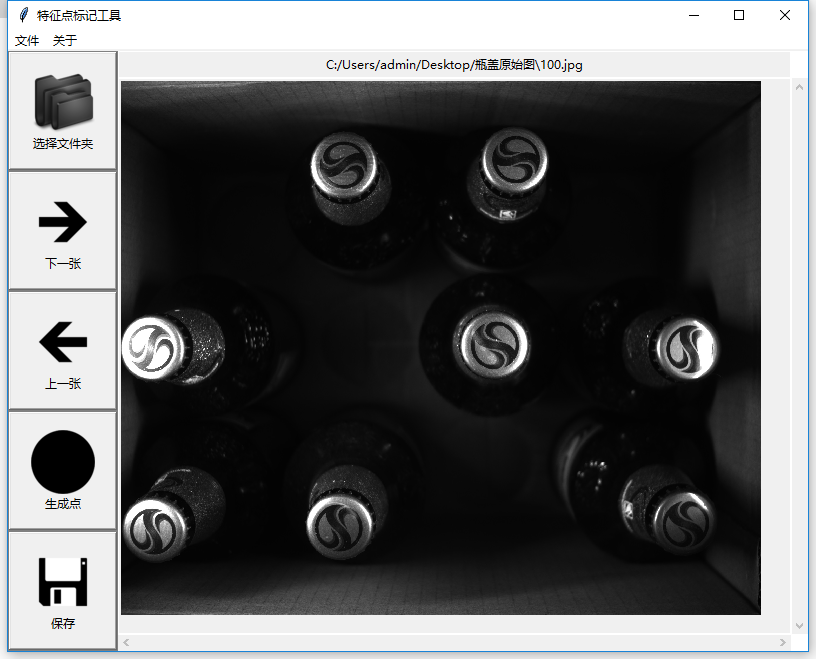 特征点标记工具
文件 关于
C:/Users/admin/Desktop/瓶盖原始图\100.jpg
选择文件夹
下一张
上一张
生成点
保存